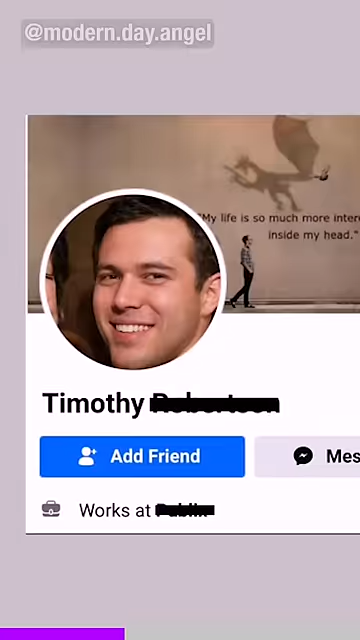 @modern.day.angel
"My life is so much more inter
inside my head."
Timothy
Add Friend
Mes
Works at